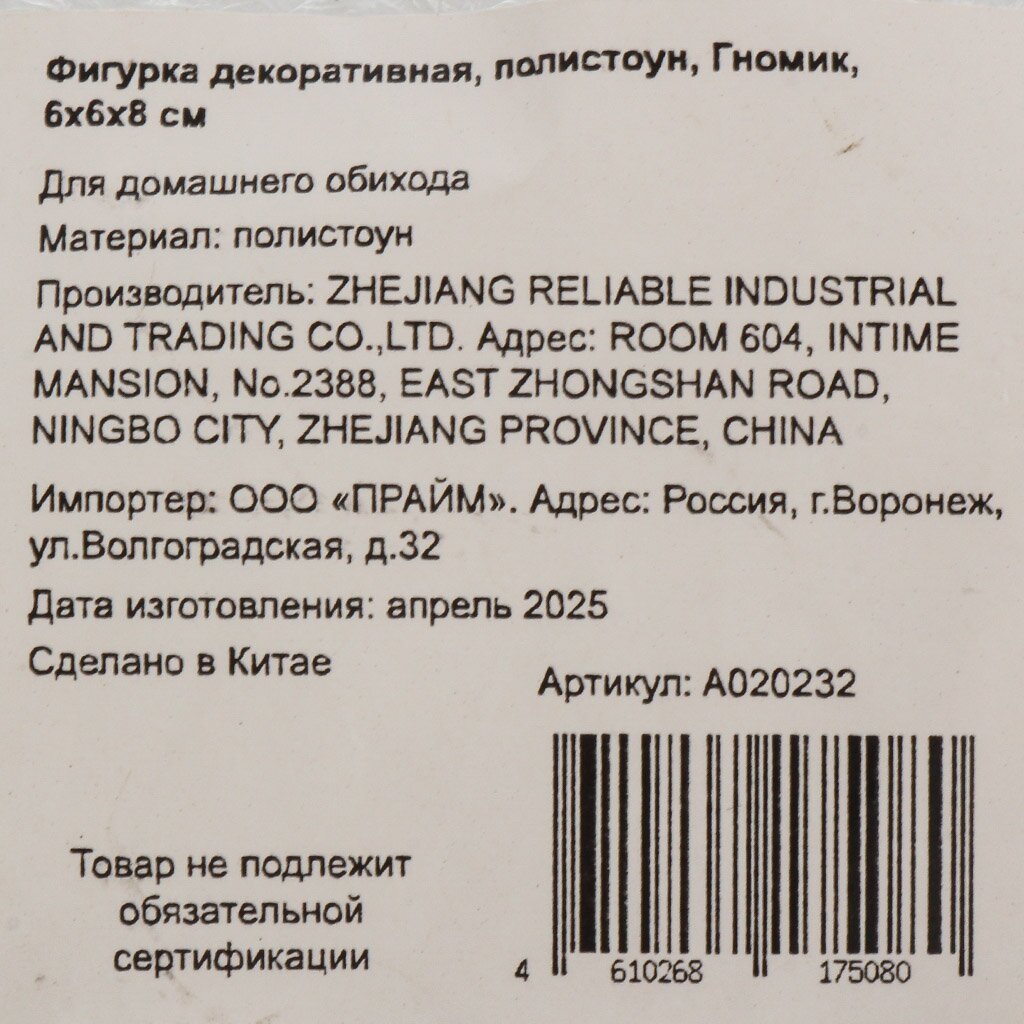 Фигурка декоративная, полистоун, Гномик,
6х6х8 см
Для домашнего обихода
Материал: полистоун
Производитель: ZHEJIANG RELIABLE INDUSTRIAL
AND TRADING CO.,LTD. Адрес: ROOM 604, INTIME
MANSION, No.2388, EAST ZHONGSHAN ROAD,
NINGBO CITY, ZHEJIANG PROVINCE, CHINA
Импортер: ООО «ПРАЙМ». Адрес: Россия, г.Воронеж,
ул.Волгоградская, д.32
Дата изготовления: апрель 2025
Сделано в Китае
Артикул: А020232
Товар не подлежит
обязательной
сертификации
4 610268 175080